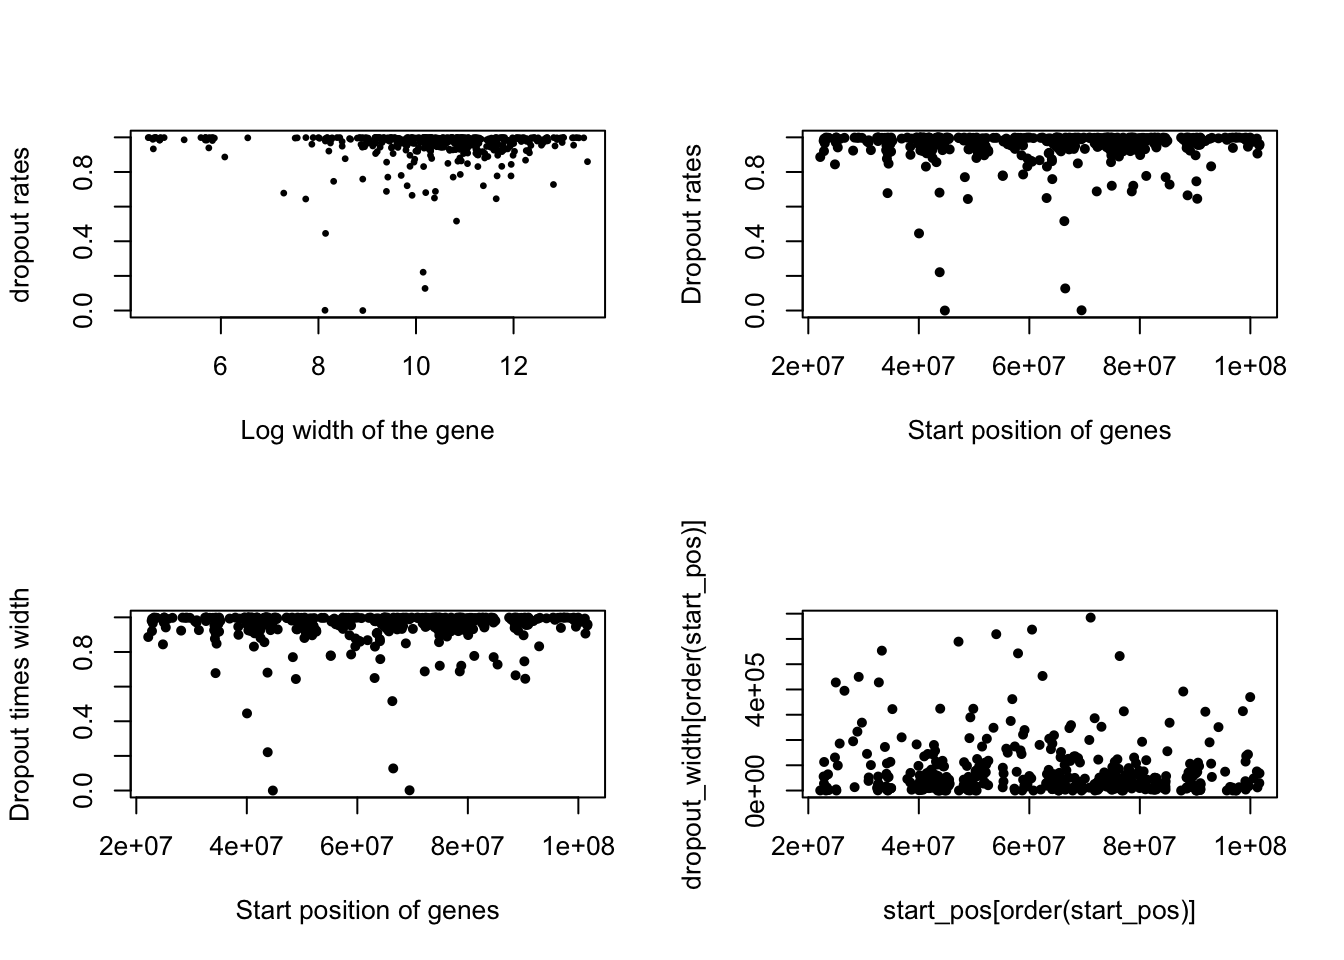 dropout rates
0.0 0.4 0.8
6 8 10 12
Log width of the gene
Dropout rates
0.0 0.4 0.8
2e+07 4e+07 6e+07 8e+07 1e+08
Start position of genes
Dropout times width
0.0 0.4 0.8
2e+07 4e+07 6e+07 8e+07 1e+08
Start position of genes
dropout_width[order(start_pos)]
0e+00 4e+05
2e+07 4e+07 6e+07 8e+07 1e+08
start_pos[order(start_pos)]